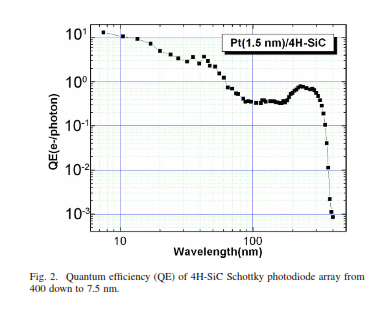 Pt(1.5 nm)/4H-SiC
QE(e-/photon)
10¹
10⁰
10⁻¹
10⁻²
10⁻³
10
100
Wavelength(nm)
Fig. 2. Quantum efficiency (QE) of 4H-SiC Schottky photodiode array from
400 down to 7.5 nm.